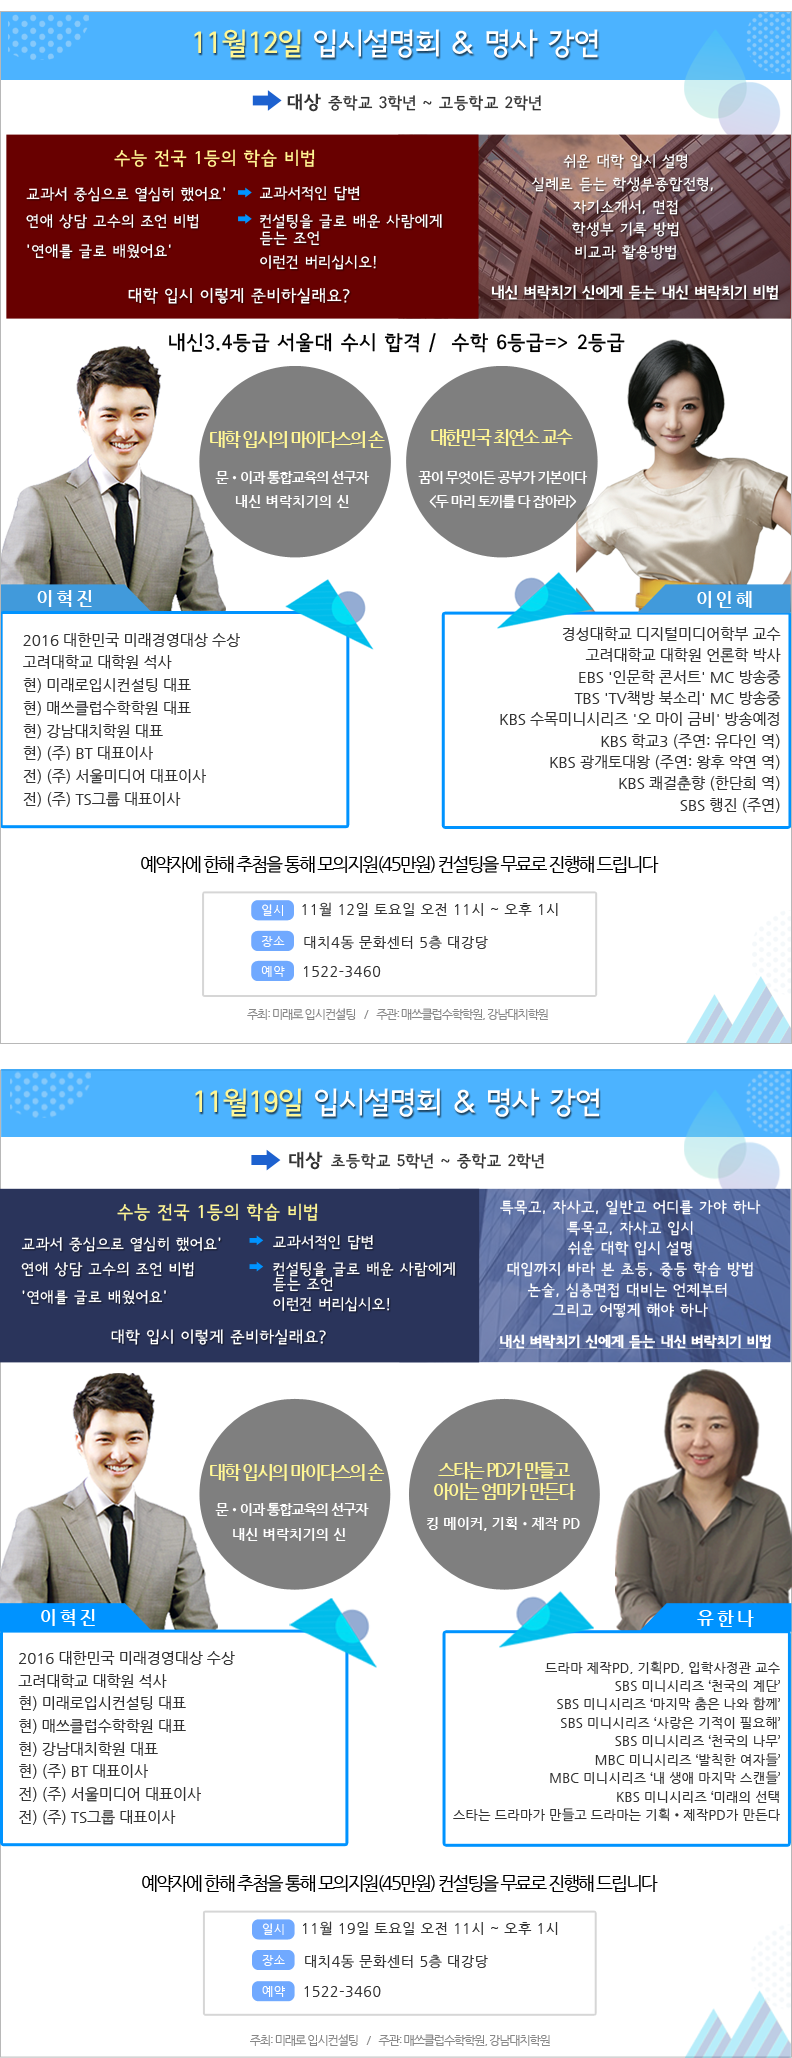 11월12일 입시설명회 & 명사 강연
대상 중학교 3학년 ~ 고등학교 2학년
수능 전국 1등의 학습 비법
교과서 중심으로 열심히 했어요' 교과서적인 답변
연애 상담 고수의 조언 비법 컨설팅을 글로 배운 사람에게
듣는 조언
'연애를 글로 배웠어요'
이런건 버리십시오!
대학 입시 이렇게 준비하실래요?
쉬운 대학 입시 설명
실례로 듣는 학생부종합전형,
자기소개서, 면접
학생부 기록 방법
비교과 활용방법
내신 벼락치기 신에게 듣는 내신 벼락치기 비법
내신3.4등급 서울대 수시 합격 / 수학 6등급=> 2등급
대학 입시의 마이다스의 손
문•이과 통합교육의 선구자
내신 벼락치기의 신
대한민국 최연소 교수
꿈이 무엇이든 공부가 기본이다
<두 마리 토끼를 다 잡아라>
이혁진
2016 대한민국 미래경영대상 수상
고려대학교 대학원 석사
현) 미래로입시컨설팅 대표
현) 매쓰클럽수학학원 대표
현) 강남대치학원 대표
현) (주) BT 대표이사
전) (주) 서울미디어 대표이사
전) (주) TS그룹 대표이사
이인혜
경성대학교 디지털미디어학부 교수
고려대학교 대학원 언론학 박사
EBS '인문학 콘서트' MC 방송중
TBS 'TV책방 북소리' MC 방송중
KBS 수목미니시리즈 '오 마이 금비' 방송예정
KBS 학교3 (주연: 유다인 역)
KBS 광개토대왕 (주연: 왕후 약연 역)
KBS 쾌걸춘향 (한단희 역)
SBS 행진 (주연)
예약자에 한해 추첨을 통해 모의지원(45만원) 컨설팅을 무료로 진행해 드립니다
일시 11월 12일 토요일 오전 11시 ~ 오후 1시
장소 대치4동 문화센터 5층 대강당
예약 1522-3460
주최: 미래로 입시컨설팅 / 주관: 매쓰클럽수학학원, 강남대치학원
11월19일 입시설명회 & 명사 강연
대상 초등학교 5학년 ~ 중학교 2학년
수능 전국 1등의 학습 비법
교과서 중심으로 열심히 했어요' 교과서적인 답변
연애 상담 고수의 조언 비법 컨설팅을 글로 배운 사람에게
듣는 조언
'연애를 글로 배웠어요'
이런건 버리십시오!
대학 입시 이렇게 준비하실래요?
특목고, 자사고, 일반고 어디를 가야 하나
특목고, 자사고 입시
쉬운 대학 입시 설명
대입까지 바라 본 초등, 중등 학습 방법
논술, 심층면접 대비는 언제부터
그리고 어떻게 해야 하나
내신 벼락치기 신에게 듣는 내신 벼락치기 비법
대학 입시의 마이다스의 손
문•이과 통합교육의 선구자
내신 벼락치기의 신
스타는 PD가 만들고
아이는 엄마가 만든다
킹 메이커, 기획•제작 PD
이혁진
2016 대한민국 미래경영대상 수상
고려대학교 대학원 석사
현) 미래로입시컨설팅 대표
현) 매쓰클럽수학학원 대표
현) 강남대치학원 대표
현) (주) BT 대표이사
전) (주) 서울미디어 대표이사
전) (주) TS그룹 대표이사
유한나
드라마 제작PD, 기획PD, 입학사정관 교수
SBS 미니시리즈 ‘천국의 계단’
SBS 미니시리즈 ‘마지막 춤은 나와 함께’
SBS 미니시리즈 ‘사랑은 기적이 필요해’
SBS 미니시리즈 ‘천국의 나무’
MBC 미니시리즈 ‘발칙한 여자들’
MBC 미니시리즈 ‘내 생애 마지막 스캔들’
KBS 미니시리즈 ‘미래의 선택
스타는 드라마가 만들고 드라마는 기획•제작PD가 만든다
예약자에 한해 추첨을 통해 모의지원(45만원) 컨설팅을 무료로 진행해 드립니다
일시 11월 19일 토요일 오전 11시 ~ 오후 1시
장소 대치4동 문화센터 5층 대강당
예약 1522-3460
주최: 미래로 입시컨설팅 / 주관: 매쓰클럽수학학원, 강남대치학원